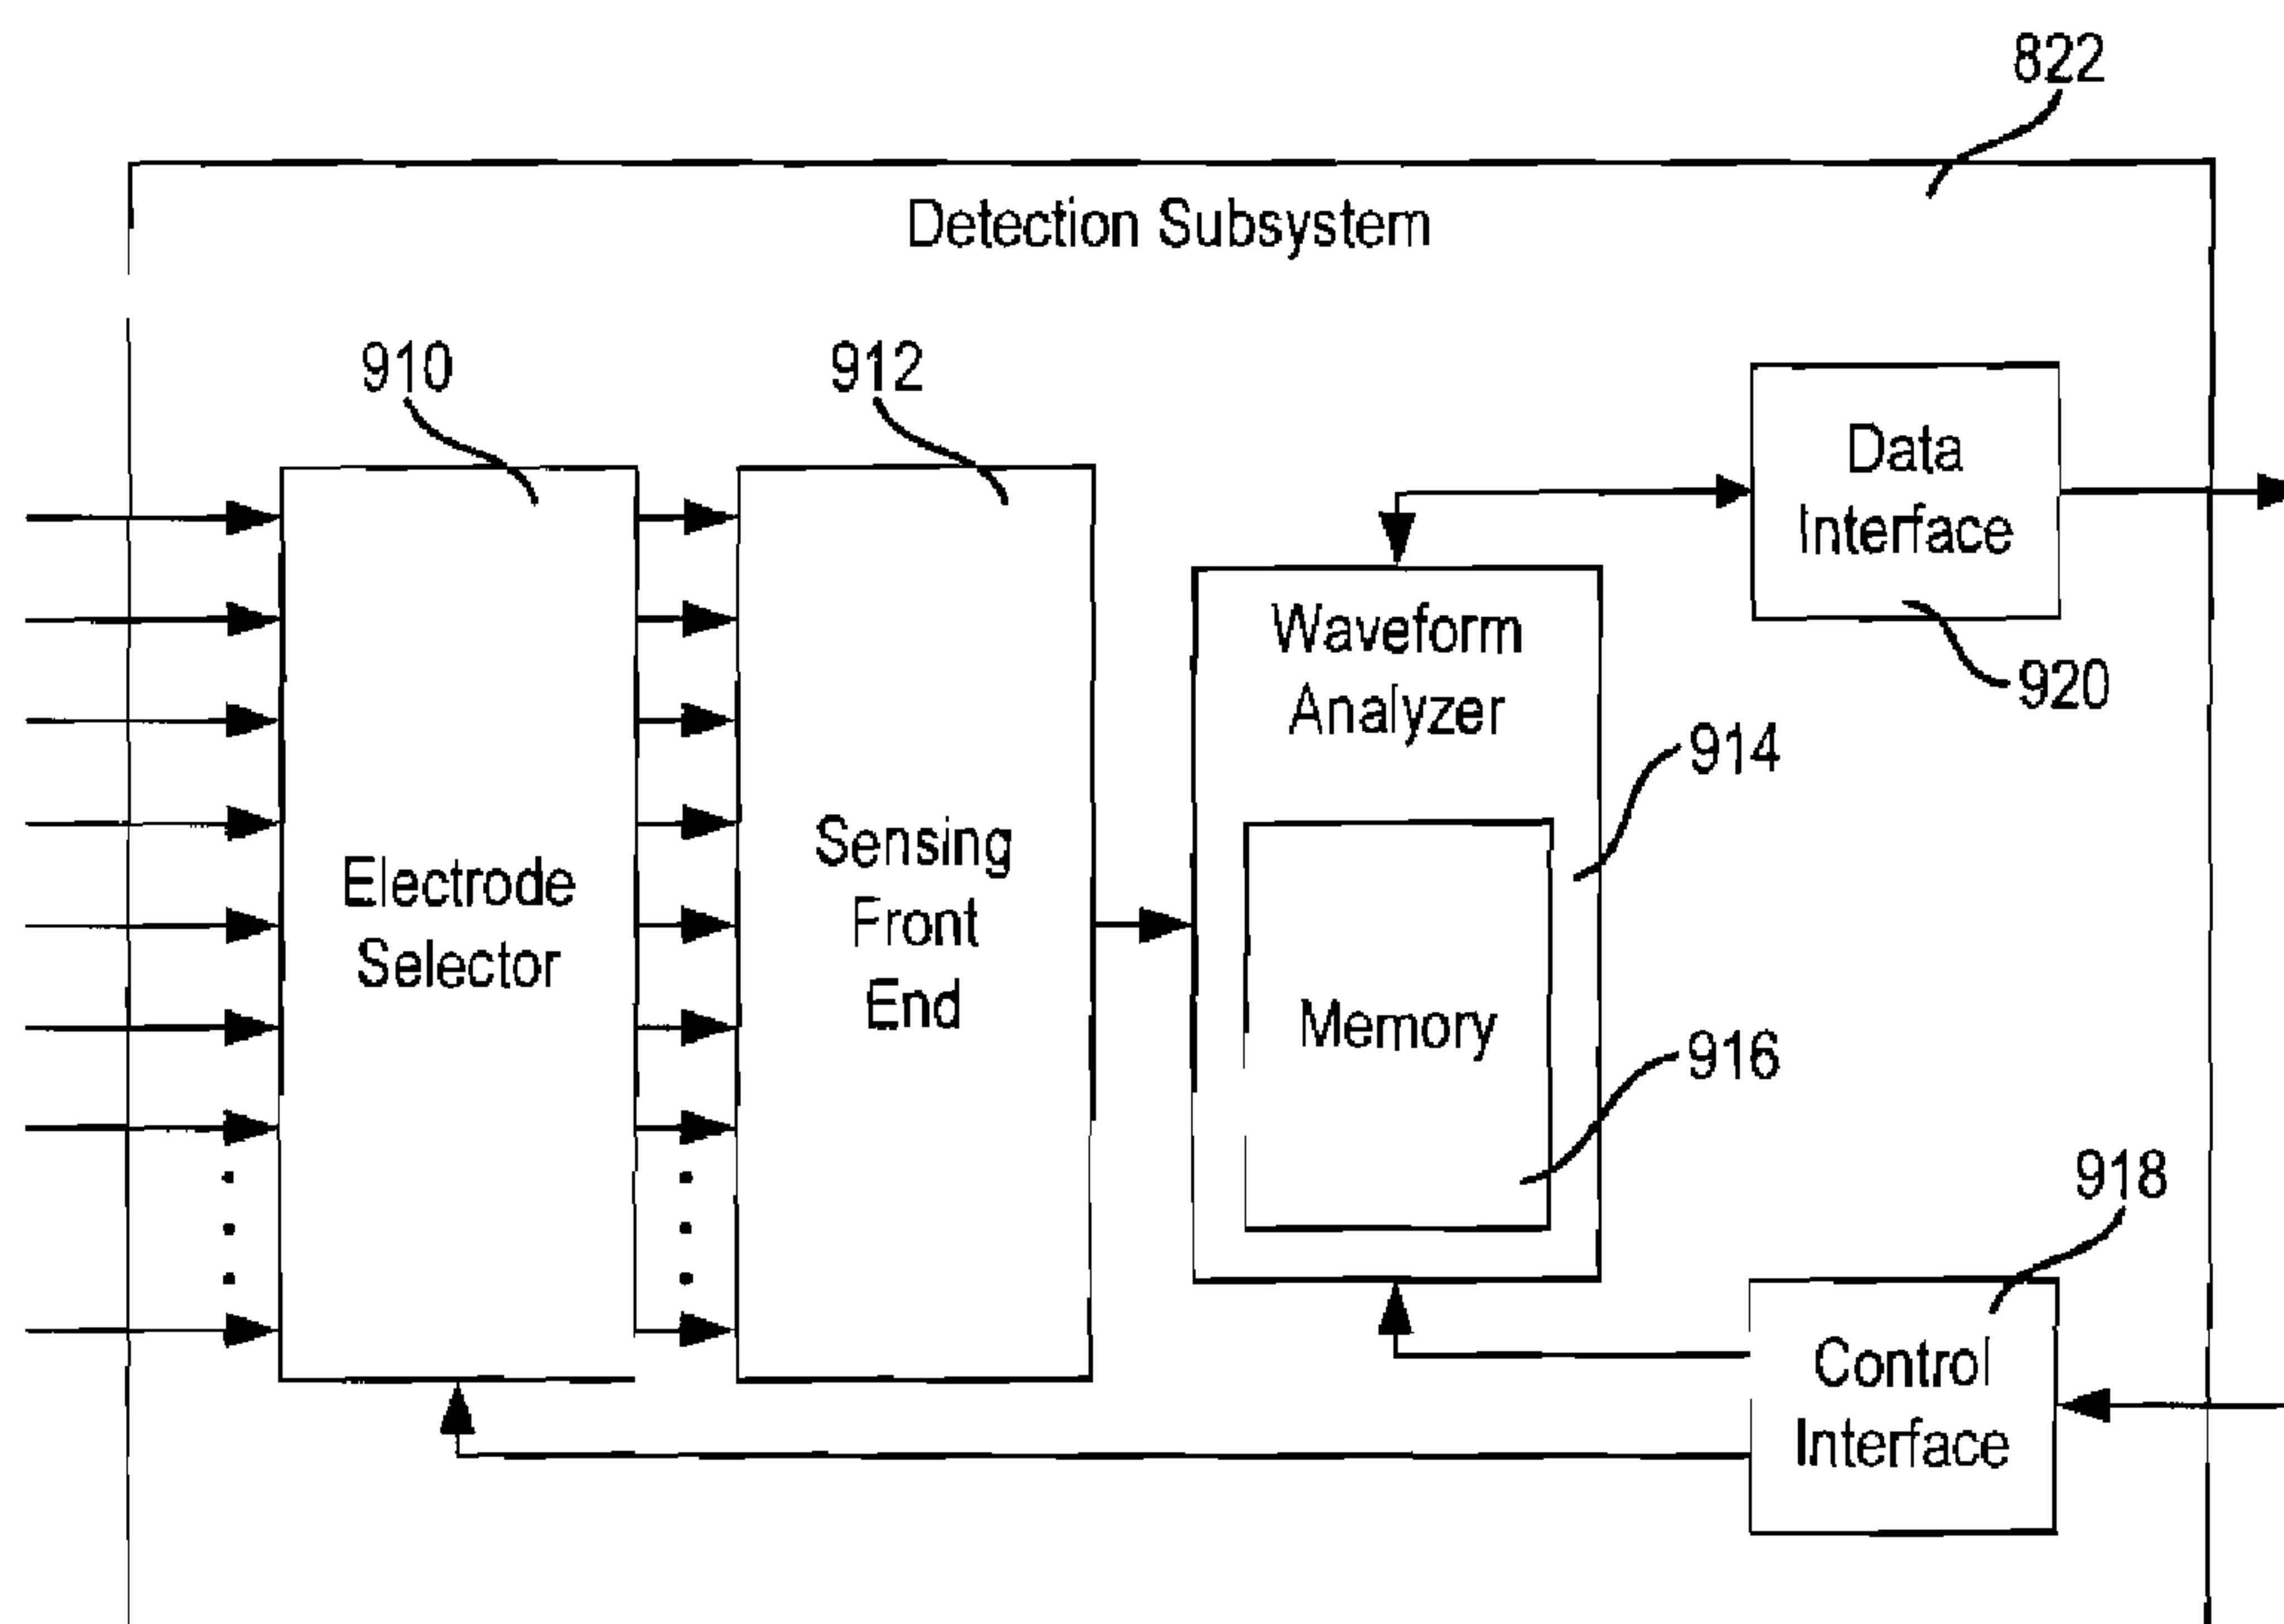 822
Detection Subsystem
910
912
Data
Interface
920
Waveform
Analyzer
914
Electrode
Selector
Sensing
Front
End
Memory
916
918
Control
Interface